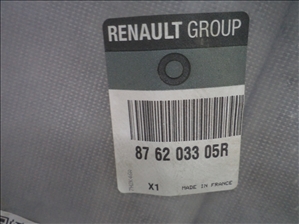 RENAULT GROUP
87 62 033 05R
X1 MADE IN FRANCE